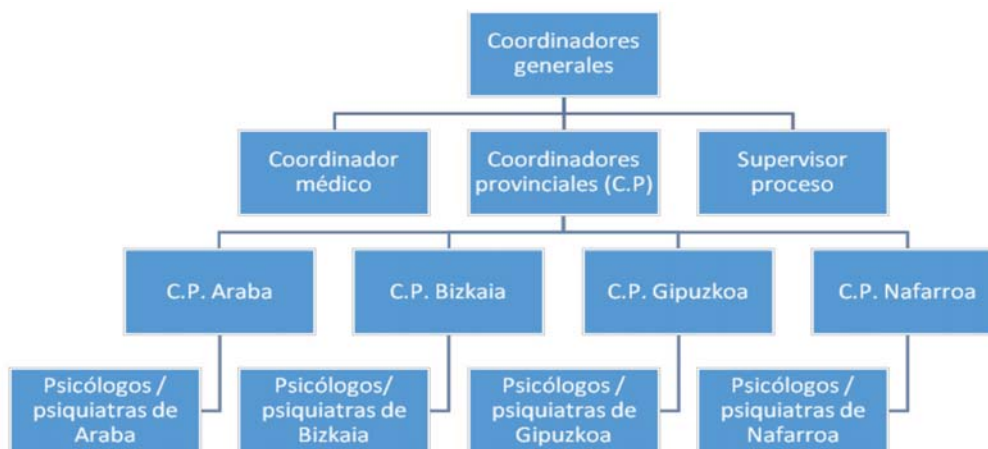 Coordinadores
generales
Coordinador
médico
Coordinadores
provinciales (C.P)
Supervisor
proceso
C.P. Araba
C.P. Bizkaia
C.P. Gipuzkoa
C.P. Nafarroa
Psicólogos /
psiquiatras de
Araba
Psicólogos/
psiquiatras de
Bizkaia
Psicólogos /
psiquiatras de
Gipuzkoa
Psicólogos /
psiquiatras de
Nafarroa